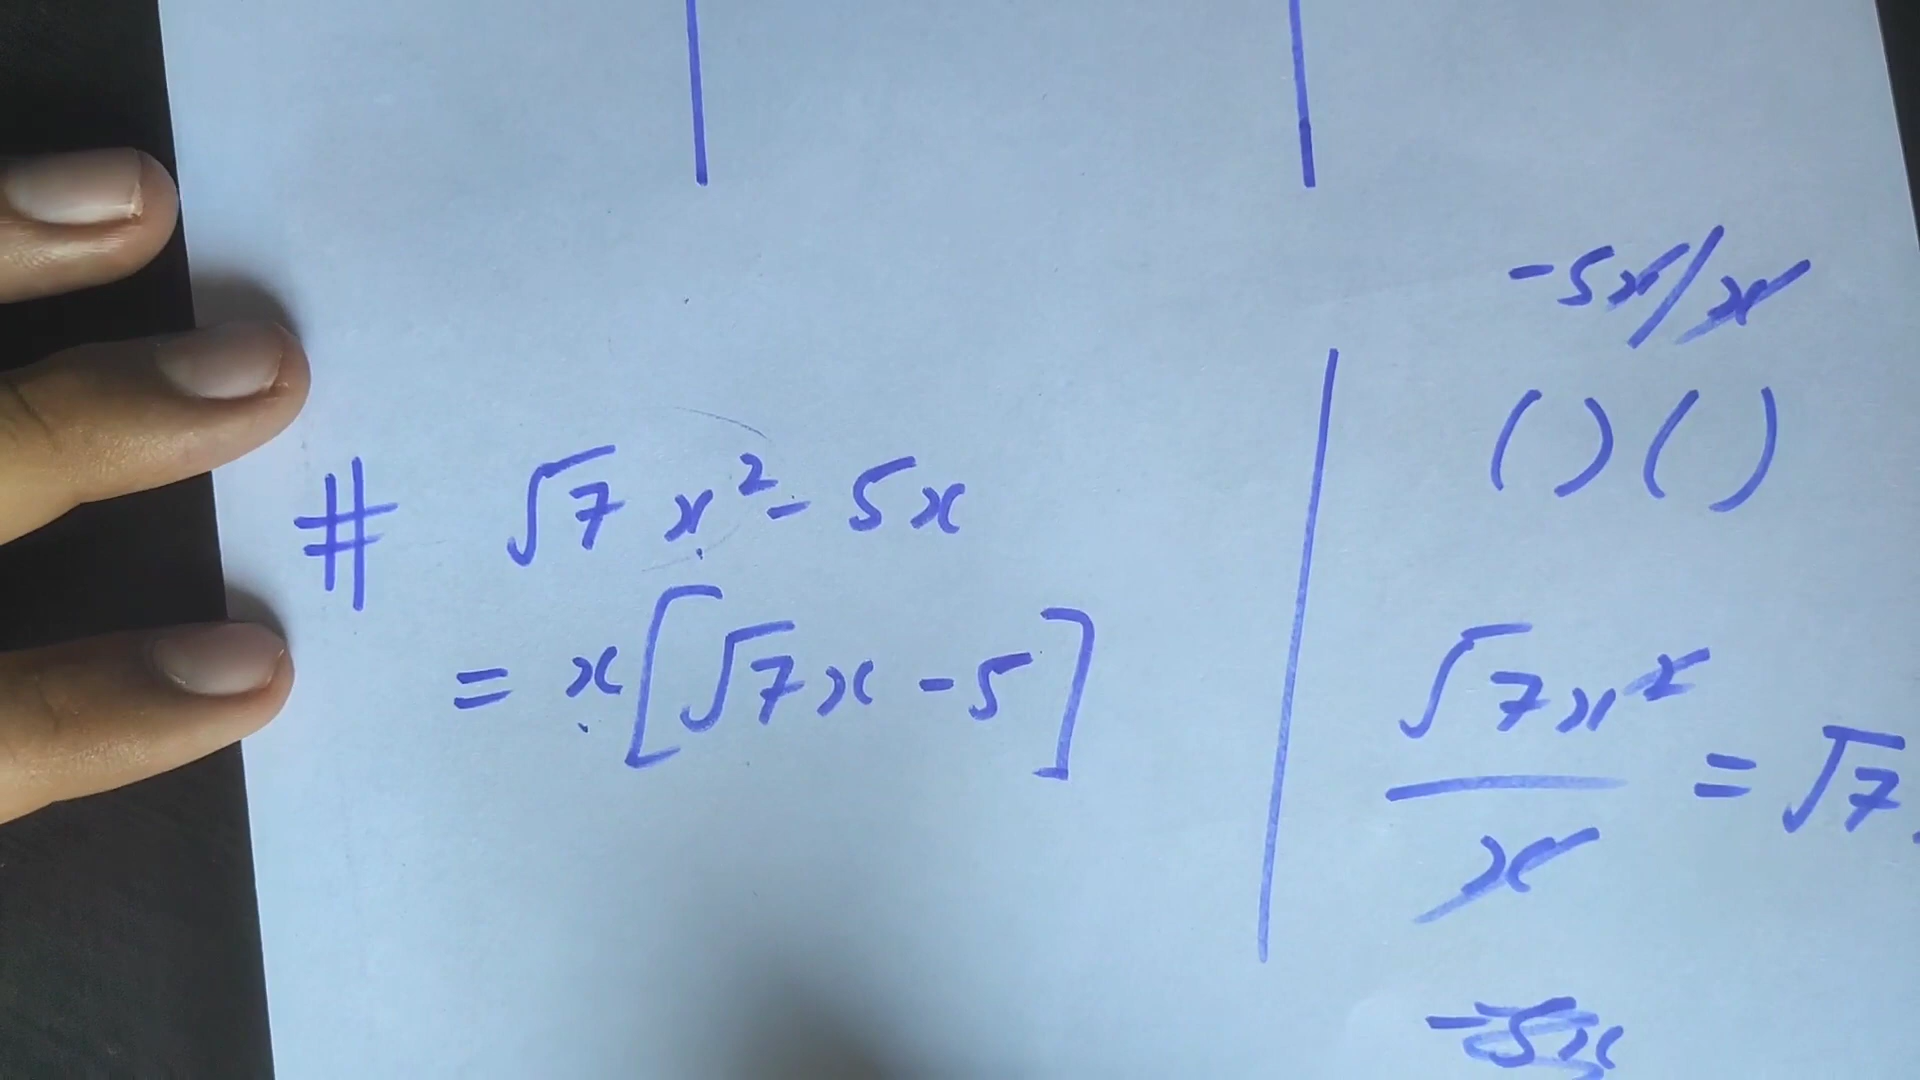 # √7 x² - 5x
= x[√7x - 5]
-5x/x
( ) ( )
√7x²
x
= √7
-5x